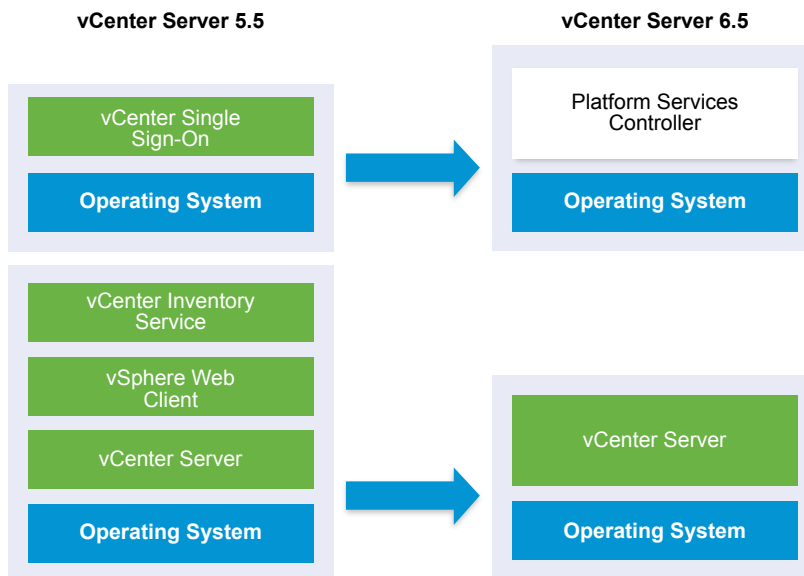 vCenter Server 5.5
vCenter Single
Sign-On
Operating System
vCenter Inventory
Service
vSphere Web
Client
vCenter Server
Operating System
vCenter Server 6.5
Platform Services
Controller
Operating System
vCenter Server
Operating System